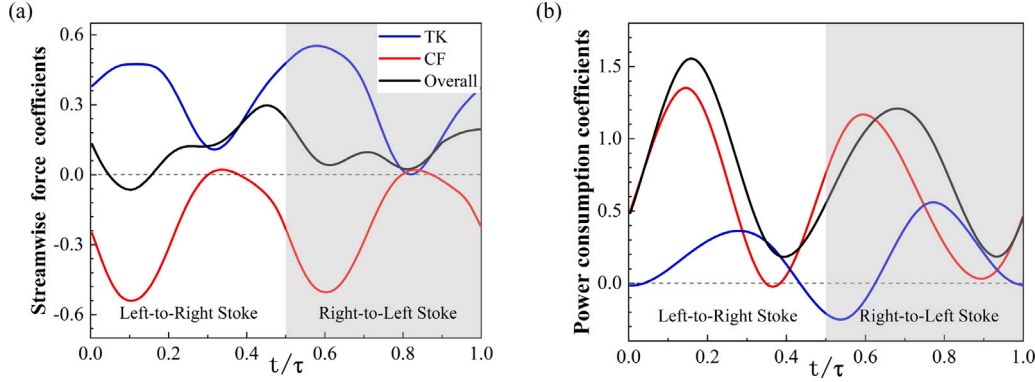 (a)
Streamwise force coefficients
0.6
0.3
0.0
-0.3
-0.6
TK
CF
Overall
Left-to-Right Stoke
Right-to-Left Stoke
0.0
0.2
0.4
0.6
0.8
1.0
t/τ
(b)
Power consumption coefficients
1.5
1.0
0.5
0.0
Left-to-Right Stoke
Right-to-Left Stoke
0.0
0.2
0.4
0.6
0.8
1.0
t/τ